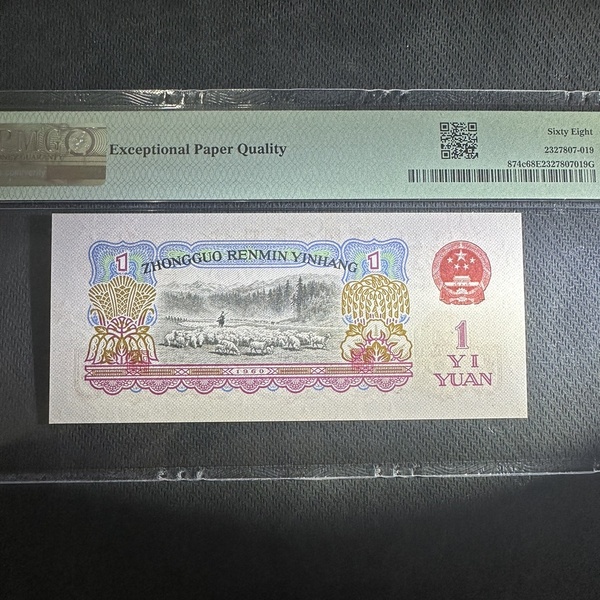 PMG
Exceptional Paper Quality
Sixty Eight
2327807-019
874c68E2327807019G
1 ZHONGGUO RENMIN YINHANG 1
1960
1
YI
YUAN